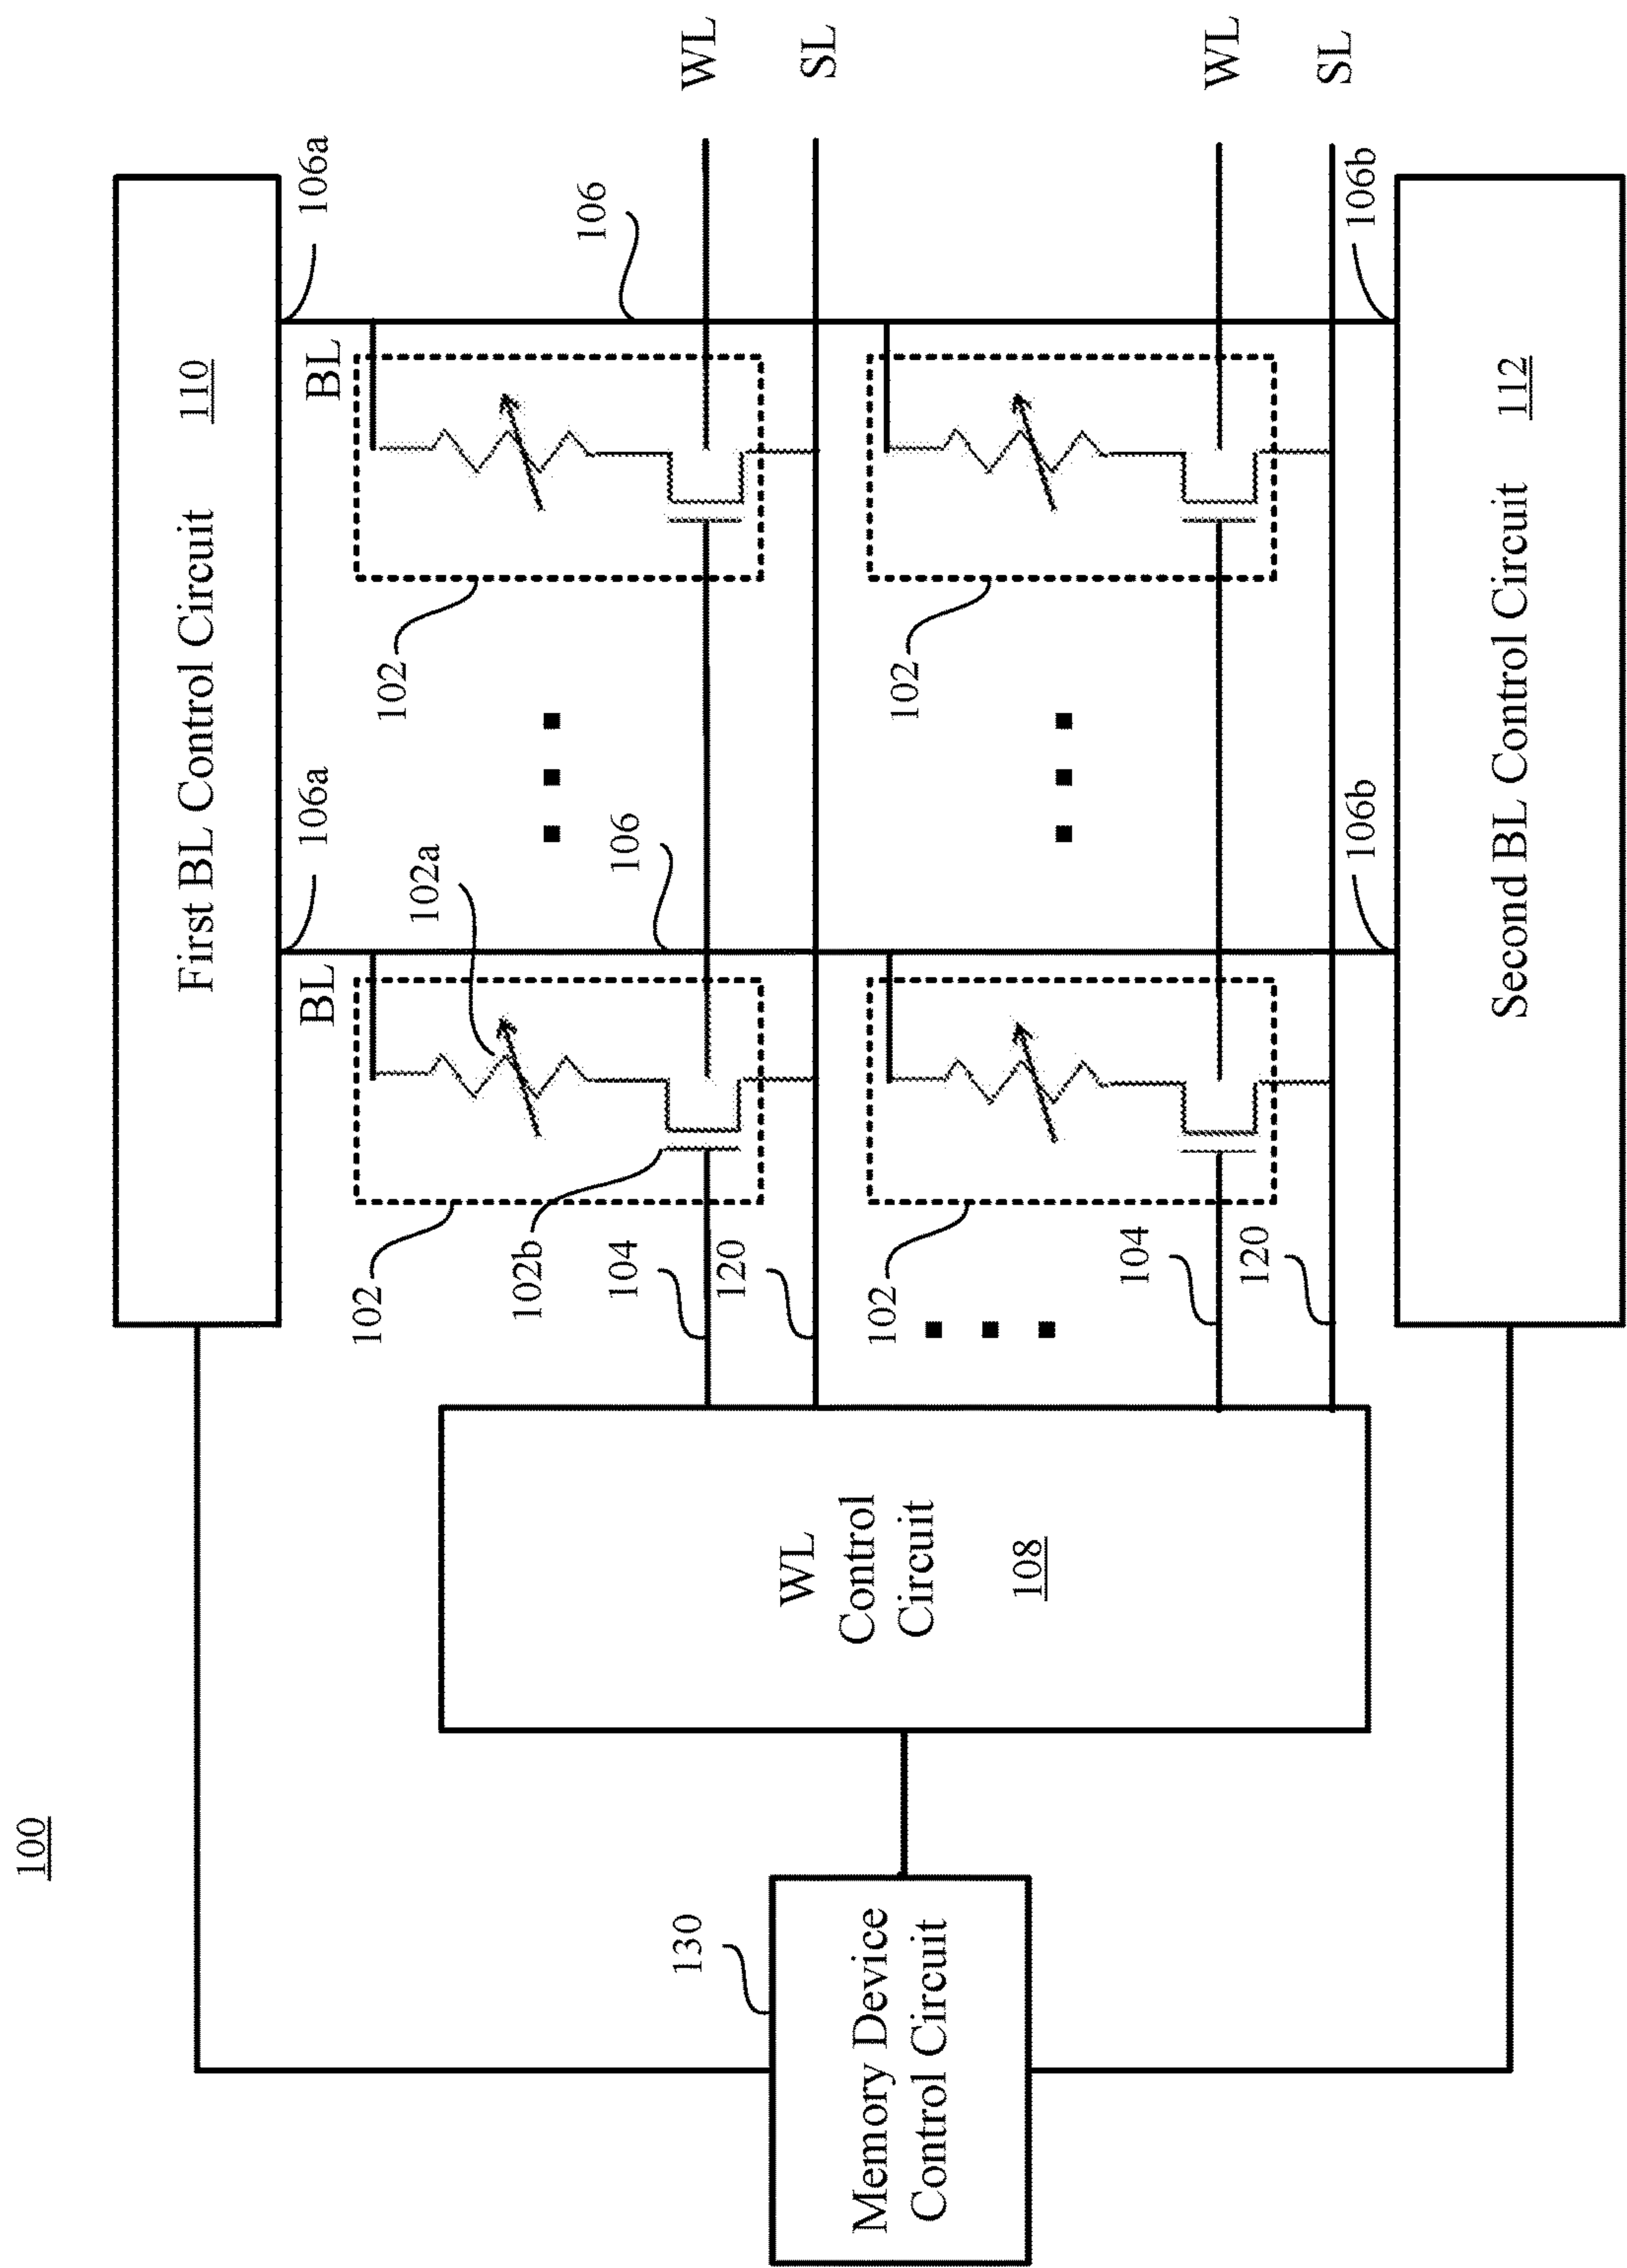 100
First BL Control Circuit 110
106a
106a
BL
BL
102a
102
102
102b
106
106
104
WL
120
SL
130
Memory Device
Control Circuit
WL
Control
Circuit
108
102
102
104
WL
120
SL
106b
106b
Second BL Control Circuit 112